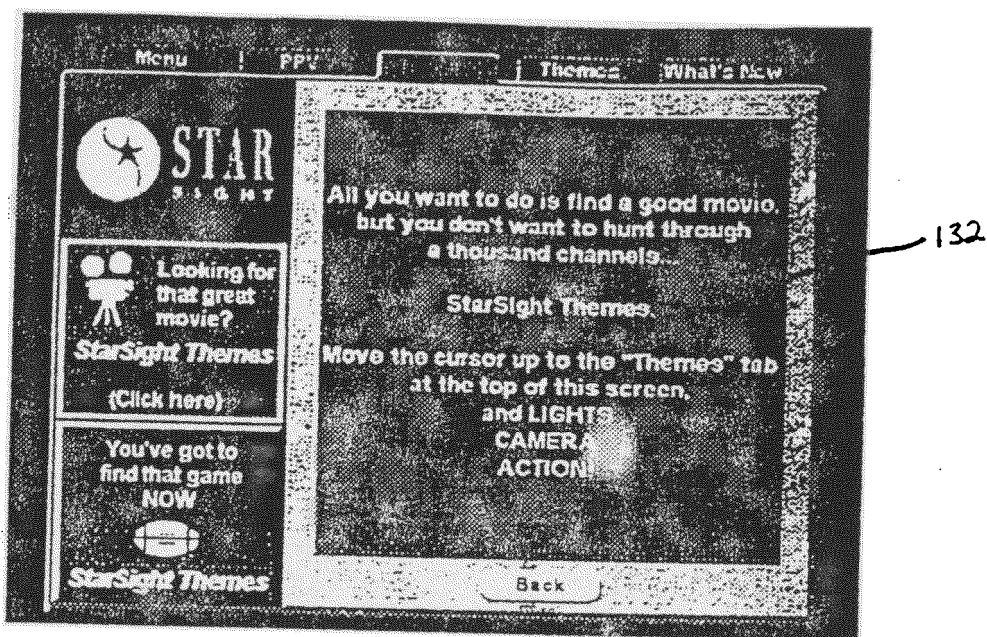 Menu
PPV
Themes
What's New
STAR
SIGHT
All you want to do is find a good movie,
but you don't want to hunt through
a thousand channels...
StarSight Themes.
Move the cursor up to the "Themes" tab
at the top of this screen,
and LIGHTS
CAMERA
ACTION!
Looking for
that great
movie?
StarSight Themes
(Click here)
You've got to
find that game
NOW
StarSight Themes
Back
132